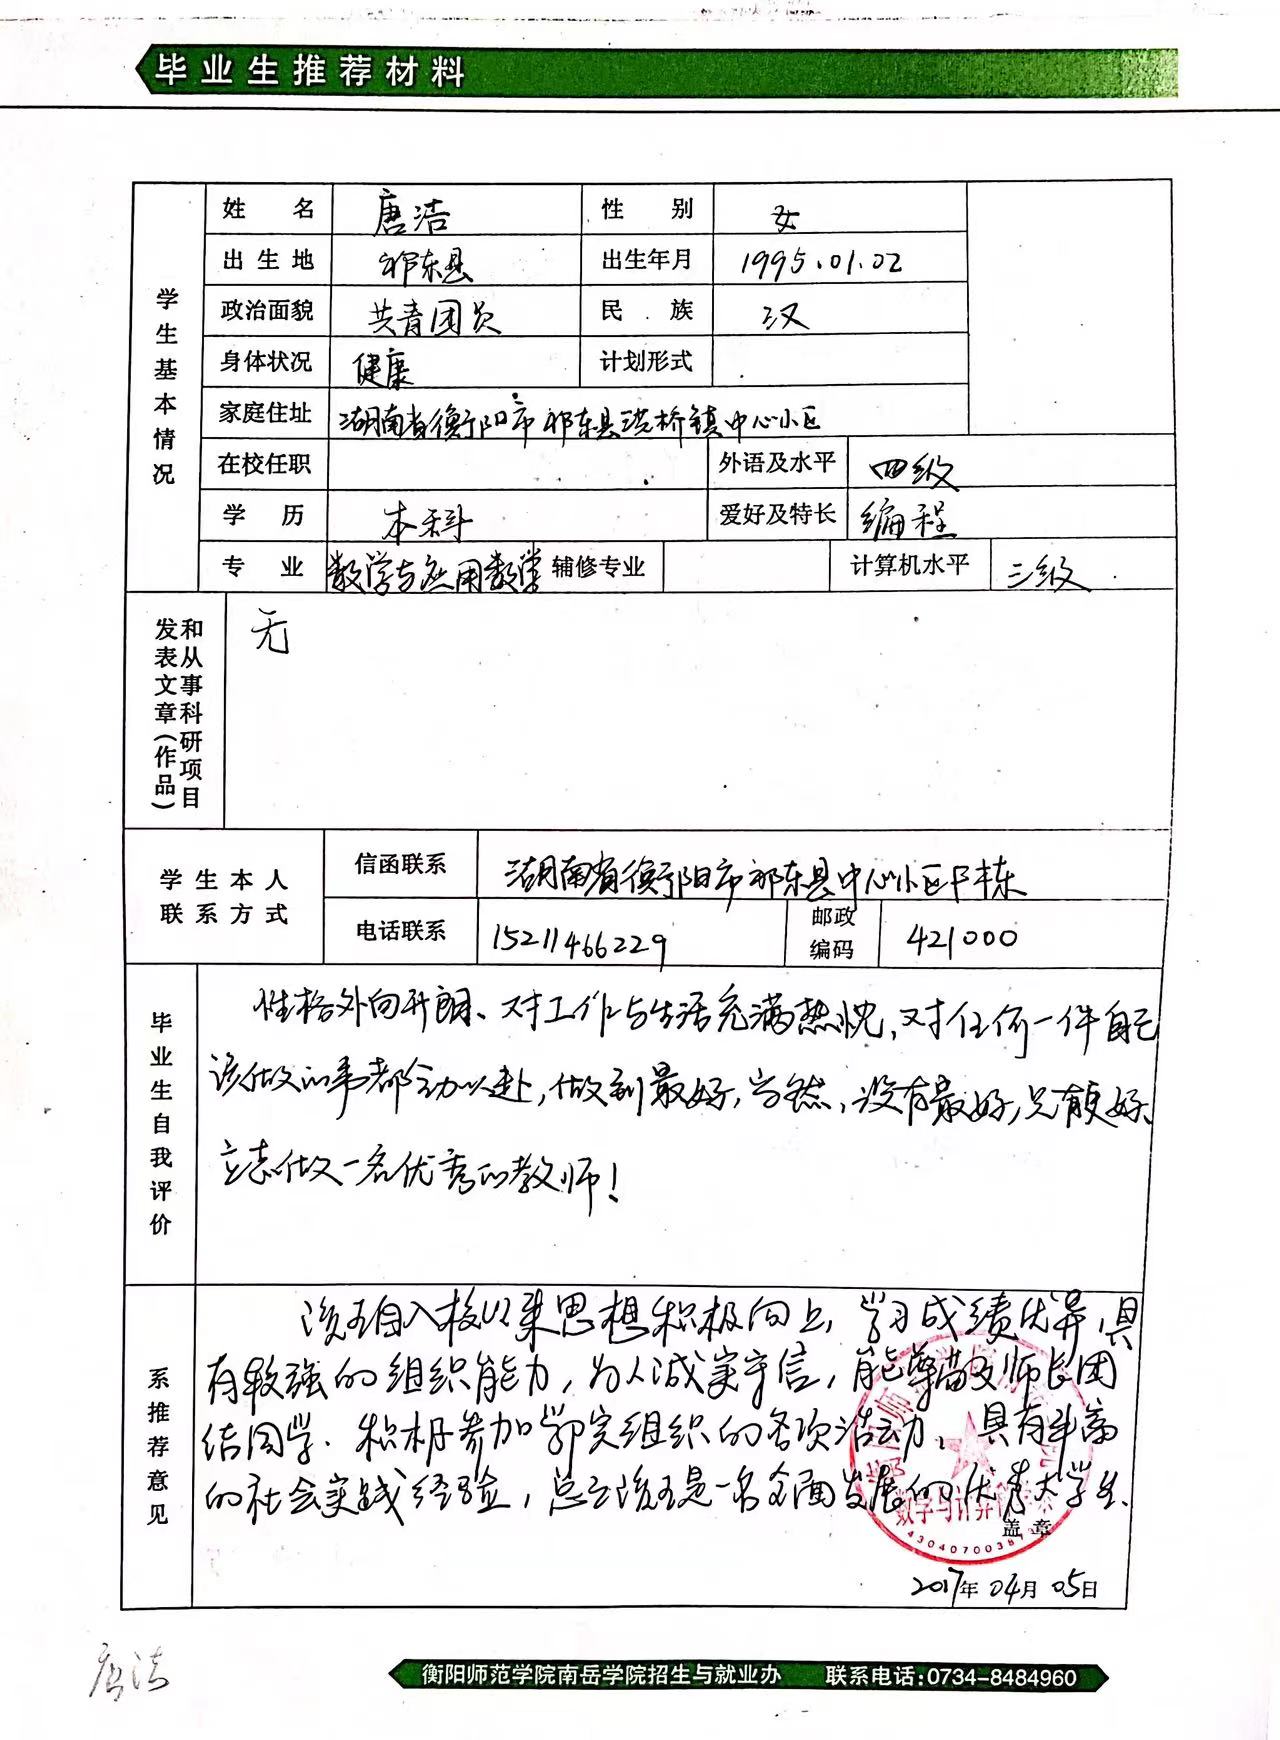 毕业生推荐材料
学生基本情况
姓名 唐洁 性别 女
出生地 祁东县 出生年月 1995.01.02
政治面貌 共青团员 民族 汉
身体状况 健康 计划形式
家庭住址 湖南省衡阳市祁东县洪桥镇中心小区
在校任职 外语及水平 四级
学历 本科 爱好及特长 编程
专业 数学与应用数学 辅修专业 计算机水平 三级
发表文章(作品)和从事科研项目
无
学生本人联系方式
信函联系 湖南省衡阳市祁东县中心小区
电话联系 15211466229 邮政编码 421000
毕业生自我评价
性格外向开朗、对工作与生活充满热忱,对任何一件自己
该做的事都全力以赴,做到最好,当然,没有最好,只有更好、
立志做一名优秀的教师!
系推荐意见
该生自入校以来思想积极向上,学习成绩优异,具
有较强的组织能力,为人诚实守信,能尊敬师长团
结同学.积极参加学院组织的各项活动、具有丰富
的社会实践经验,总之该生是一名全面发展的优秀大学生.
数学与计算
盖章
2017年04月05日
唐洁
衡阳师范学院南岳学院招生与就业办 联系电话:0734-8484960